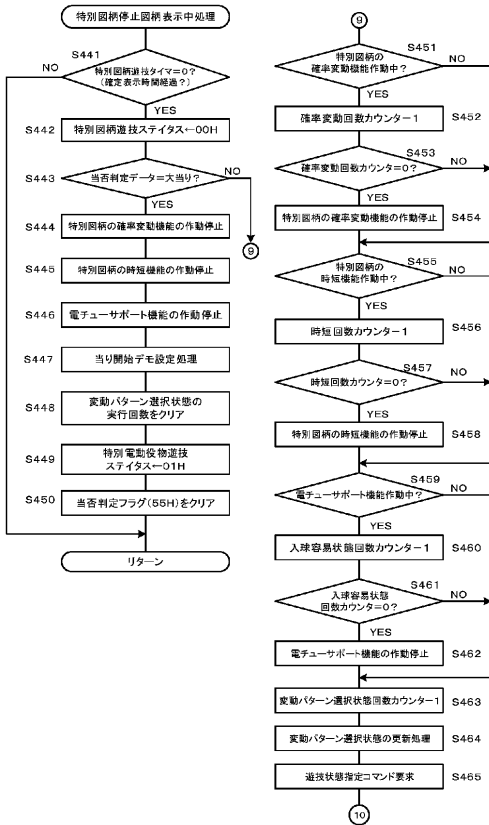 特別図柄停止図柄表示中処理
S441
NO
特別図柄遊技タイマ=0?
(確定表示時間経過?)
YES
S442
特別図柄遊技ステイタス←00H
S443
当否判定データ=大当り?
NO
YES
⑨
S444
特別図柄の確率変動機能の作動停止
S445
特別図柄の時短機能の作動停止
S446
電チューサポート機能の作動停止
S447
当り開始デモ設定処理
S448
変動パターン選択状態の
実行回数をクリア
S449
特別電動役物遊技
ステイタス←01H
S450
当否判定フラグ(55H)をクリア
リターン
⑨
S451
特別図柄の
確率変動機能作動中?
NO
YES
確率変動回数カウンター1
S452
S453
確率変動回数カウンタ=0?
NO
YES
特別図柄の確率変動機能の作動停止
S454
S455
特別図柄の
時短機能作動中?
NO
YES
時短回数カウンター1
S456
S457
時短回数カウンタ=0?
NO
YES
特別図柄の時短機能の作動停止
S458
S459
電チューサポート機能作動中?
NO
YES
入球容易状態回数カウンター1
S460
S461
入球容易状態
回数カウンタ=0?
NO
YES
電チューサポート機能の作動停止
S462
変動パターン選択状態回数カウンター1
S463
変動パターン選択状態の更新処理
S464
遊技状態指定コマンド要求
S465
⑩